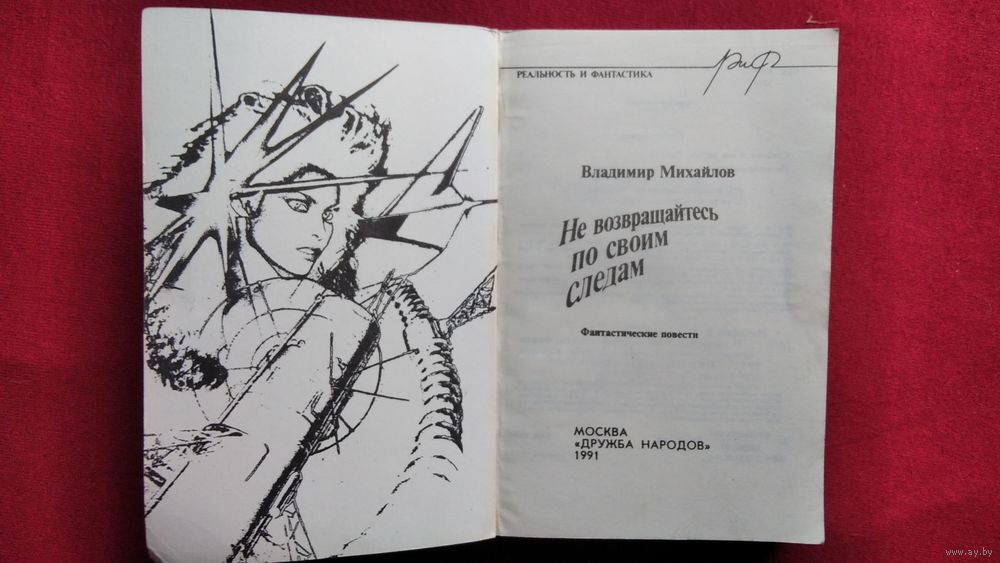 РЕАЛЬНОСТЬ И ФАНТАСТИКА
РиФ
Владимир Михайлов
Не возвращайтесь
по своим
следам
Фантастические повести
МОСКВА
«ДРУЖБА НАРОДОВ»
1991
www.ay.by